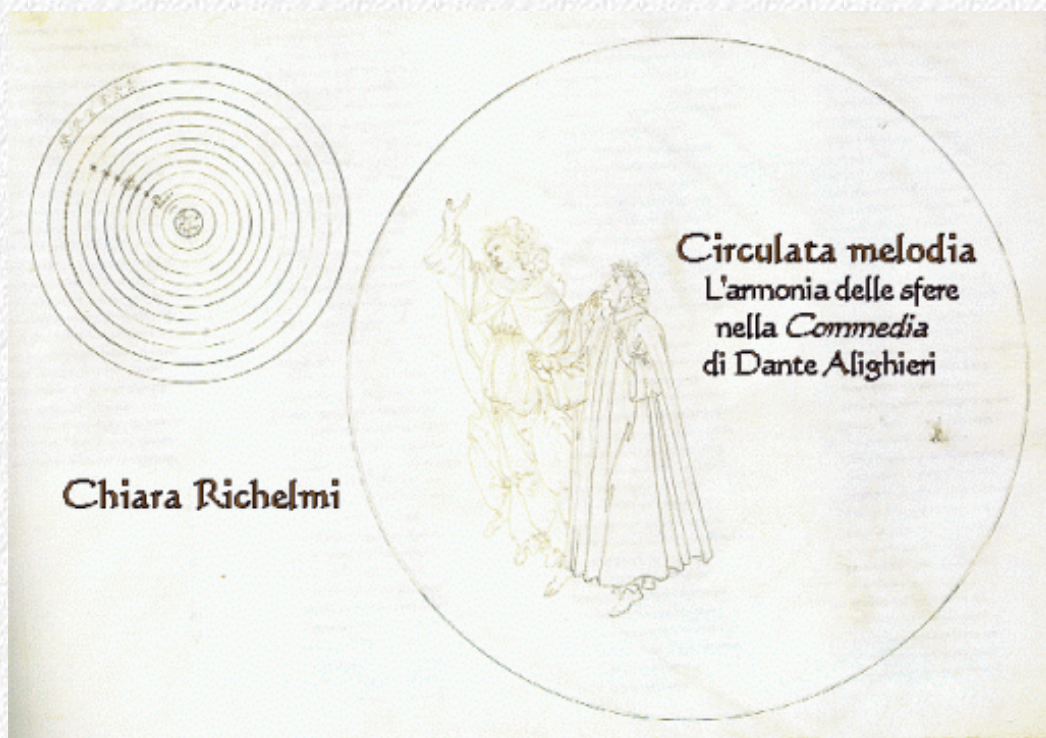 Circulata melodia
L'armonia delle sfere
nella Commedia
di Dante Alighieri
Chiara Richelmi